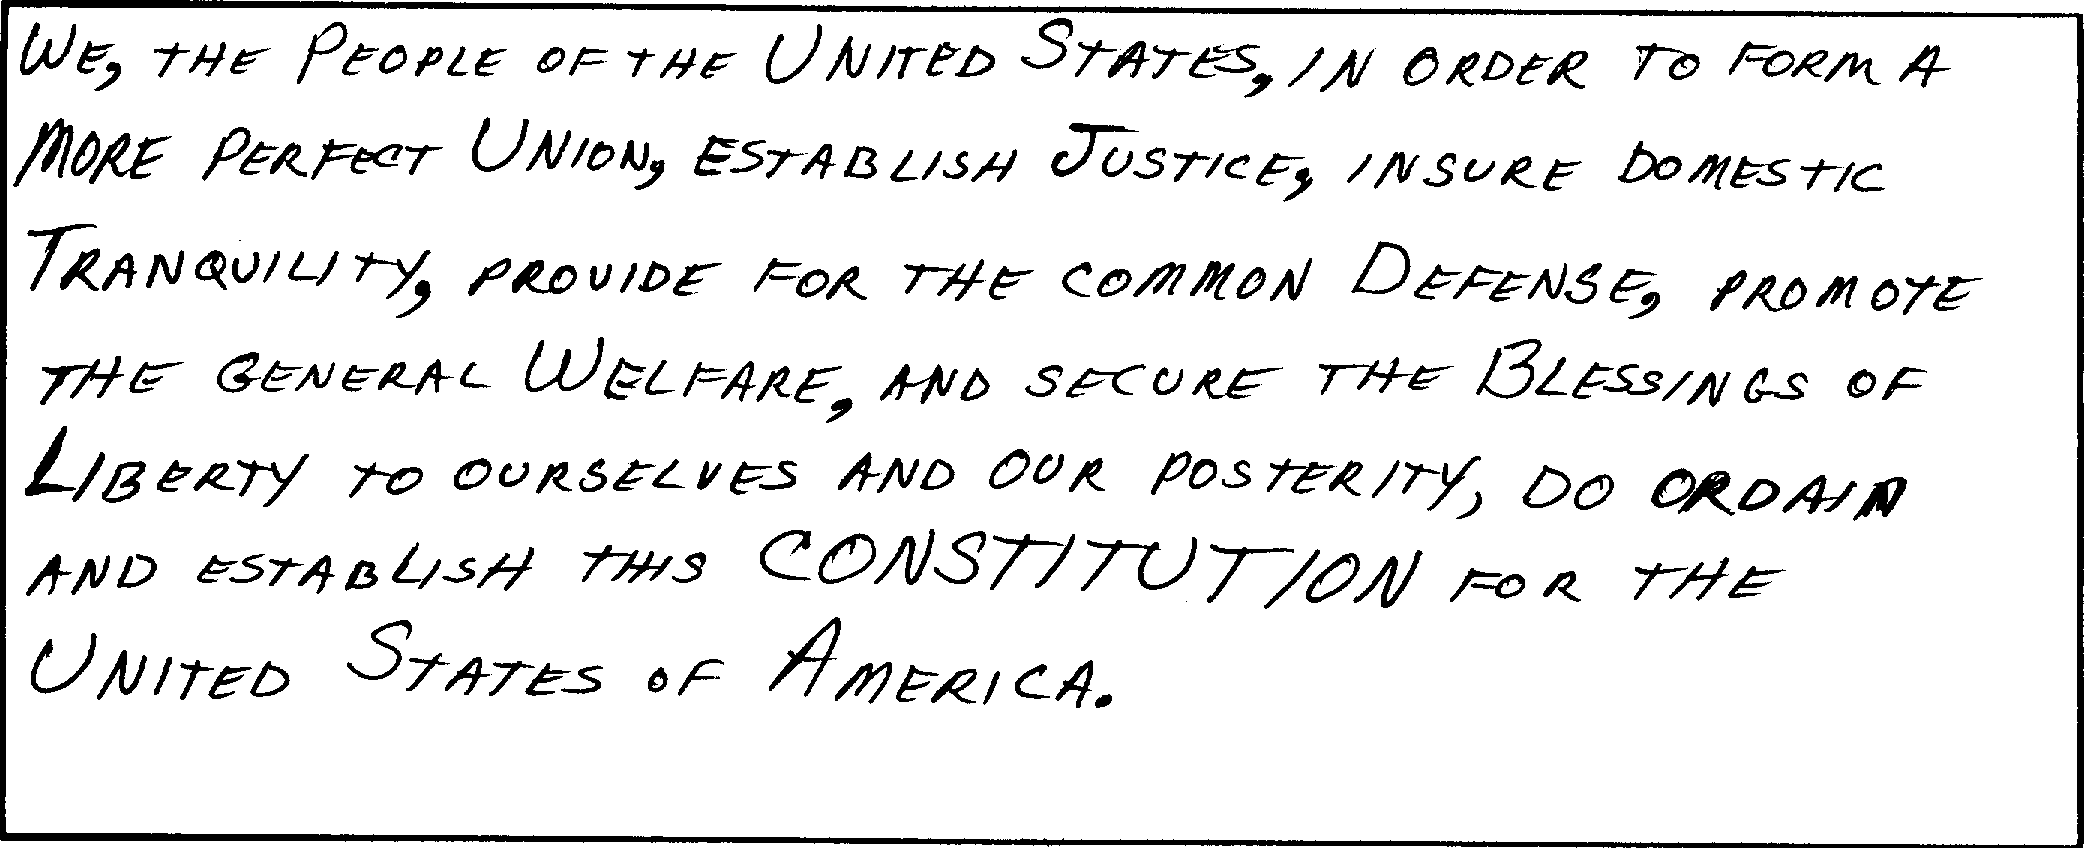 We, the People of the United States, in order to form a
more perfect Union, establish Justice, insure domestic
Tranquility, provide for the common Defense, promote
the general Welfare, and secure the Blessings of
Liberty to ourselves and our posterity, do ordain
and establish this CONSTITUTION for the
United States of America.